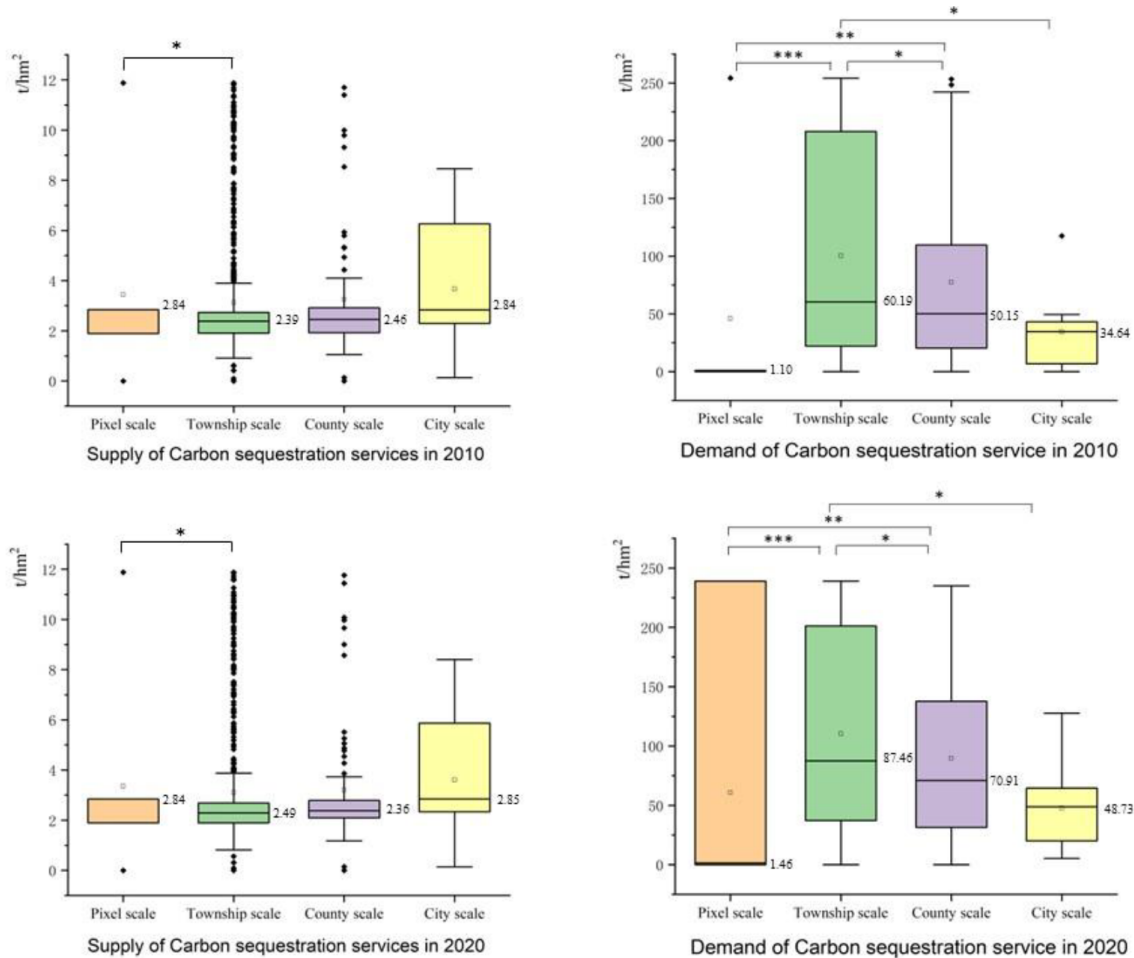 *
t/hm²
12
10
8
6
4
2
0
2.84
2.39
2.46
2.84
Pixel scale
Township scale
County scale
City scale
Supply of Carbon sequestration services in 2010
*
**
***
*
t/hm²
250
200
150
100
50
0
1.10
60.19
50.15
34.64
Pixel scale
Township scale
County scale
City scale
Demand of Carbon sequestration service in 2010
*
t/hm²
12
10
8
6
4
2
0
2.84
2.49
2.36
2.85
Pixel scale
Township scale
County scale
City scale
Supply of Carbon sequestration services in 2020
*
**
***
*
t/hm²
250
200
150
100
50
0
1.46
87.46
70.91
48.73
Pixel scale
Township scale
County scale
City scale
Demand of Carbon sequestration service in 2020